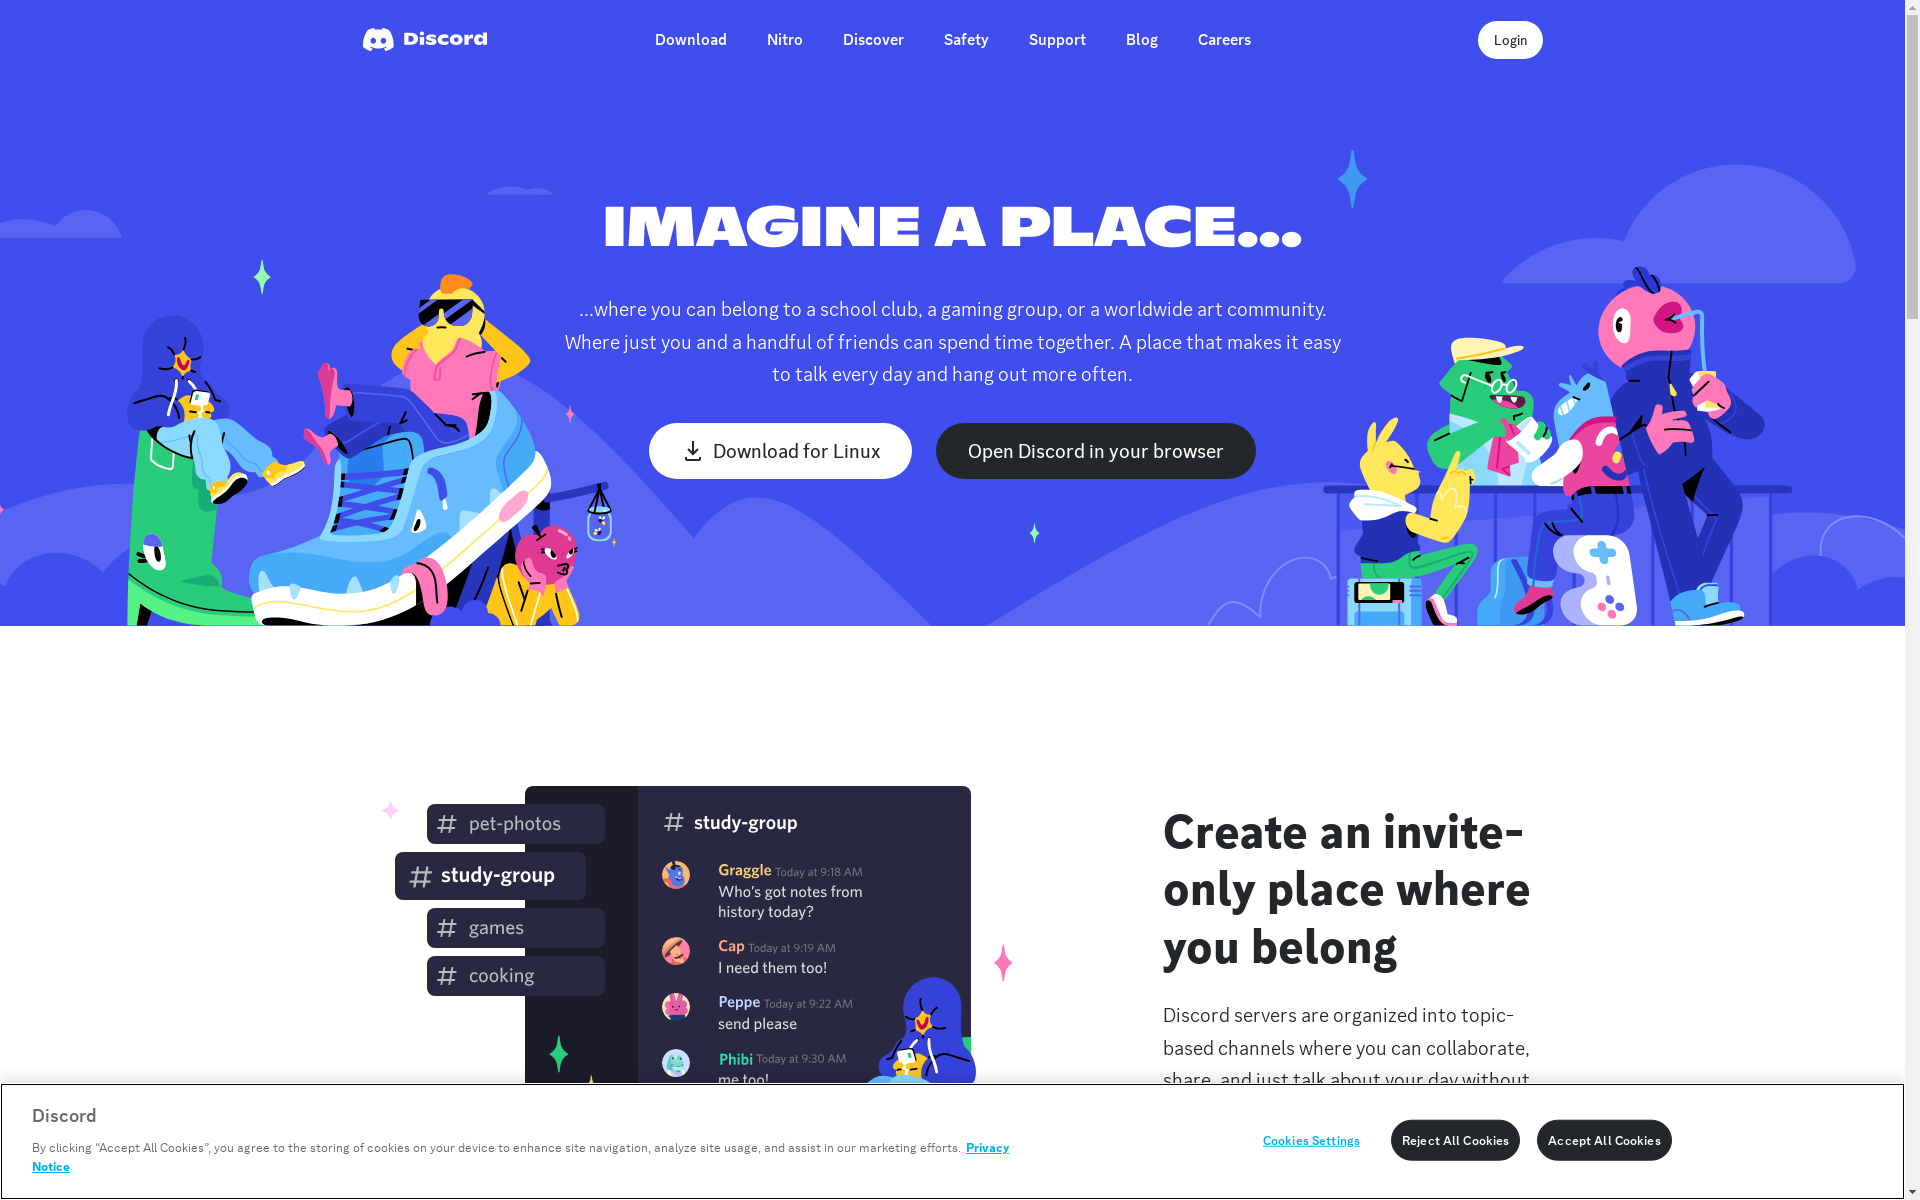 Discord
Download
Nitro
Discover
Safety
Support
Blog
Careers
Login
IMAGINE A PLACE...
...where you can belong to a school club, a gaming group, or a worldwide art community.
Where just you and a handful of friends can spend time together. A place that makes it easy
to talk every day and hang out more often.
Download for Linux
Open Discord in your browser
# pet-photos
# study-group
# games
# cooking
# study-group
Graggle Today at 9:18 AM
Who's got notes from
history today?
Cap Today at 9:19 AM
I need them too!
Peppe Today at 9:22 AM
send please
Phibi Today at 9:30 AM
me too!
Create an invite-
only place where
you belong
Discord servers are organized into topic-
based channels where you can collaborate,
share, and just talk about your day without
Discord
By clicking “Accept All Cookies”, you agree to the storing of cookies on your device to enhance site navigation, analyze site usage, and assist in our marketing efforts. Privacy
Notice
Cookies Settings
Reject All Cookies
Accept All Cookies